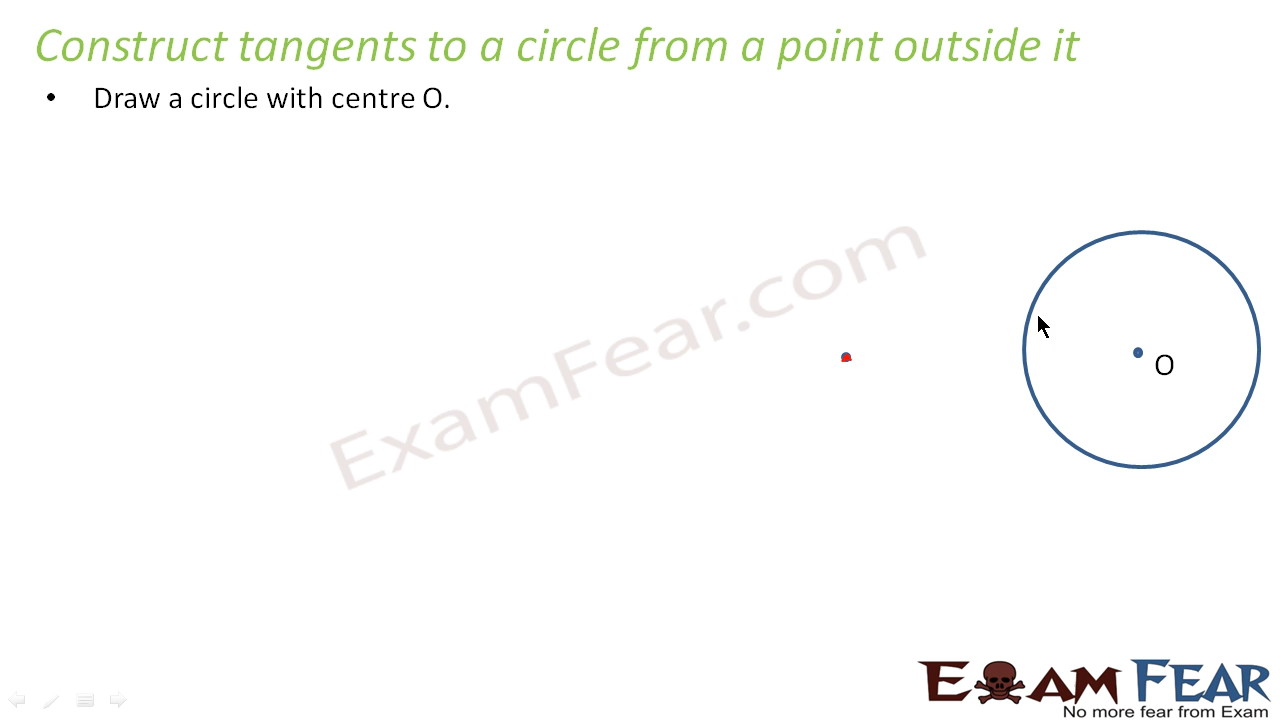 Construct tangents to a circle from a point outside it
• Draw a circle with centre O.
ExamFear.com
O
EXAM FEAR
No more fear from Exam